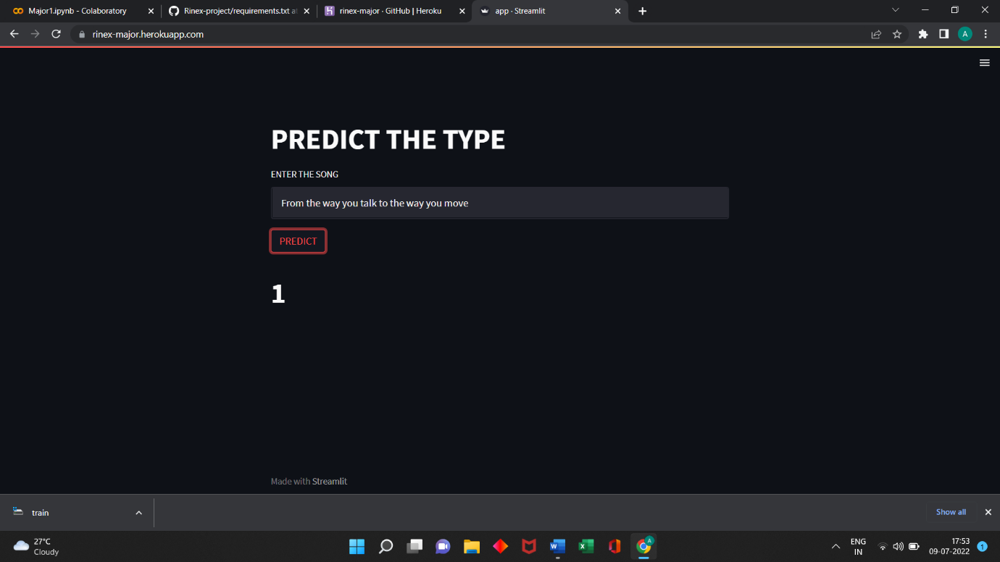 Major1.ipynb - Colaboratory
Rinex-project/requirements.txt at
rinex-major · GitHub | Heroku
app · Streamlit
rinex-major.herokuapp.com
A
PREDICT THE TYPE
ENTER THE SONG
From the way you talk to the way you move
PREDICT
1
Made with Streamlit
train
Show all
27°C
Cloudy
A
ENG
IN
17:53
09-07-2022
1